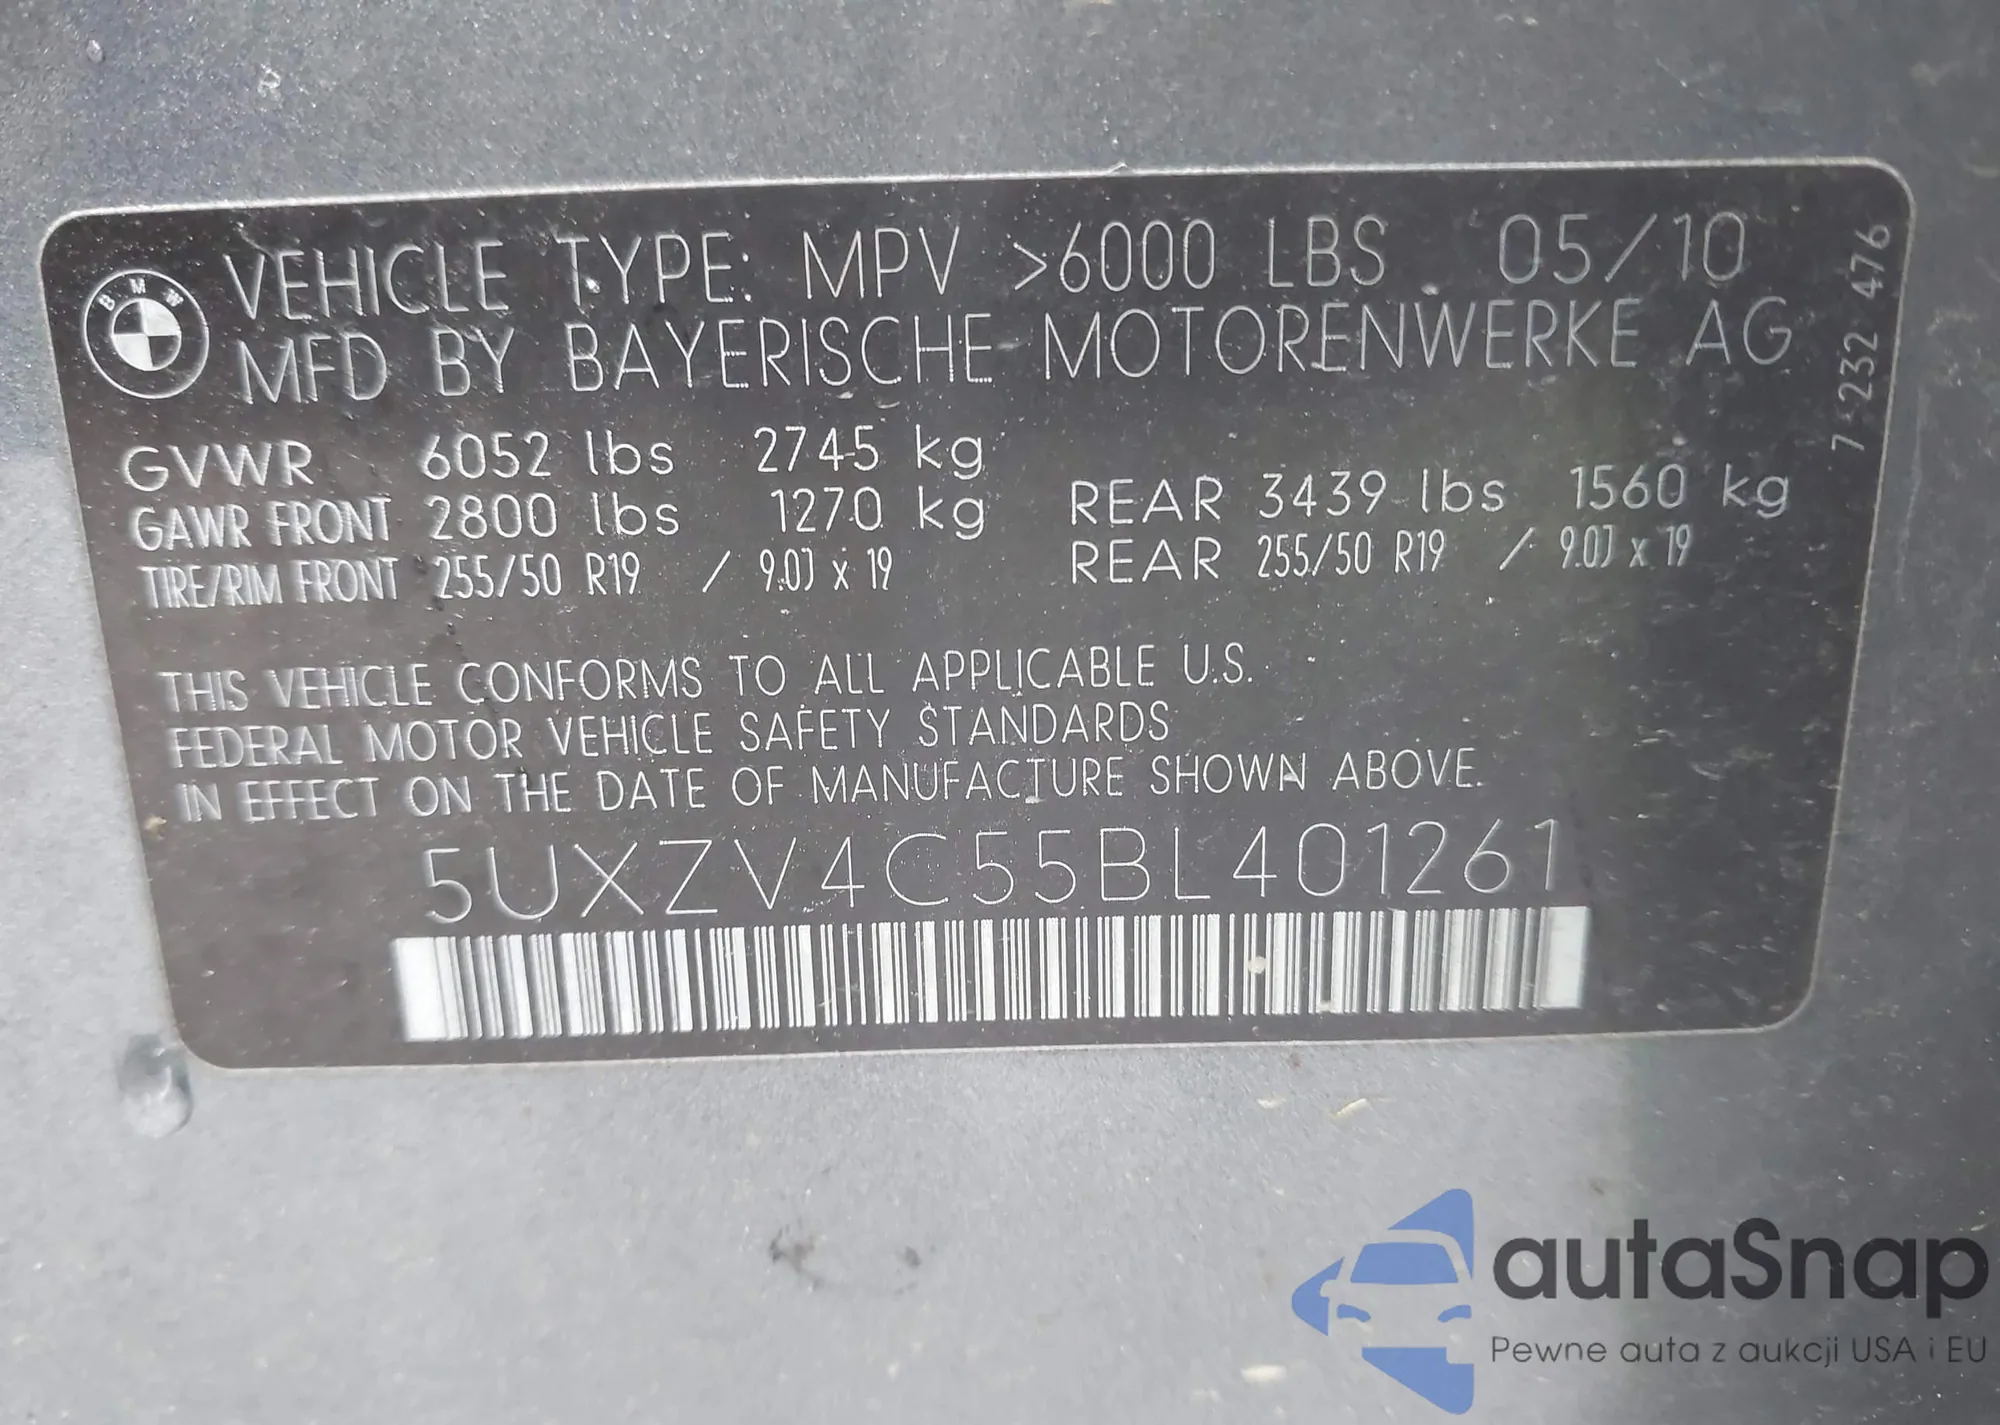 BMW
VEHICLE TYPE: MPV >6000 LBS 05/10
MFD BY BAYERISCHE MOTORENWERKE AG
7 232 476
GVWR 6052 lbs 2745 kg
GAWR FRONT 2800 lbs 1270 kg REAR 3439 lbs 1560 kg
TIRE/RIM FRONT 255/50 R19 / 9.0J x 19 REAR 255/50 R19 / 9.0J x 19
THIS VEHICLE CONFORMS TO ALL APPLICABLE U.S.
FEDERAL MOTOR VEHICLE SAFETY STANDARDS
IN EFFECT ON THE DATE OF MANUFACTURE SHOWN ABOVE.
5UXZV4C55BL401261
autaSnap
Pewne auta z aukcji USA i EU